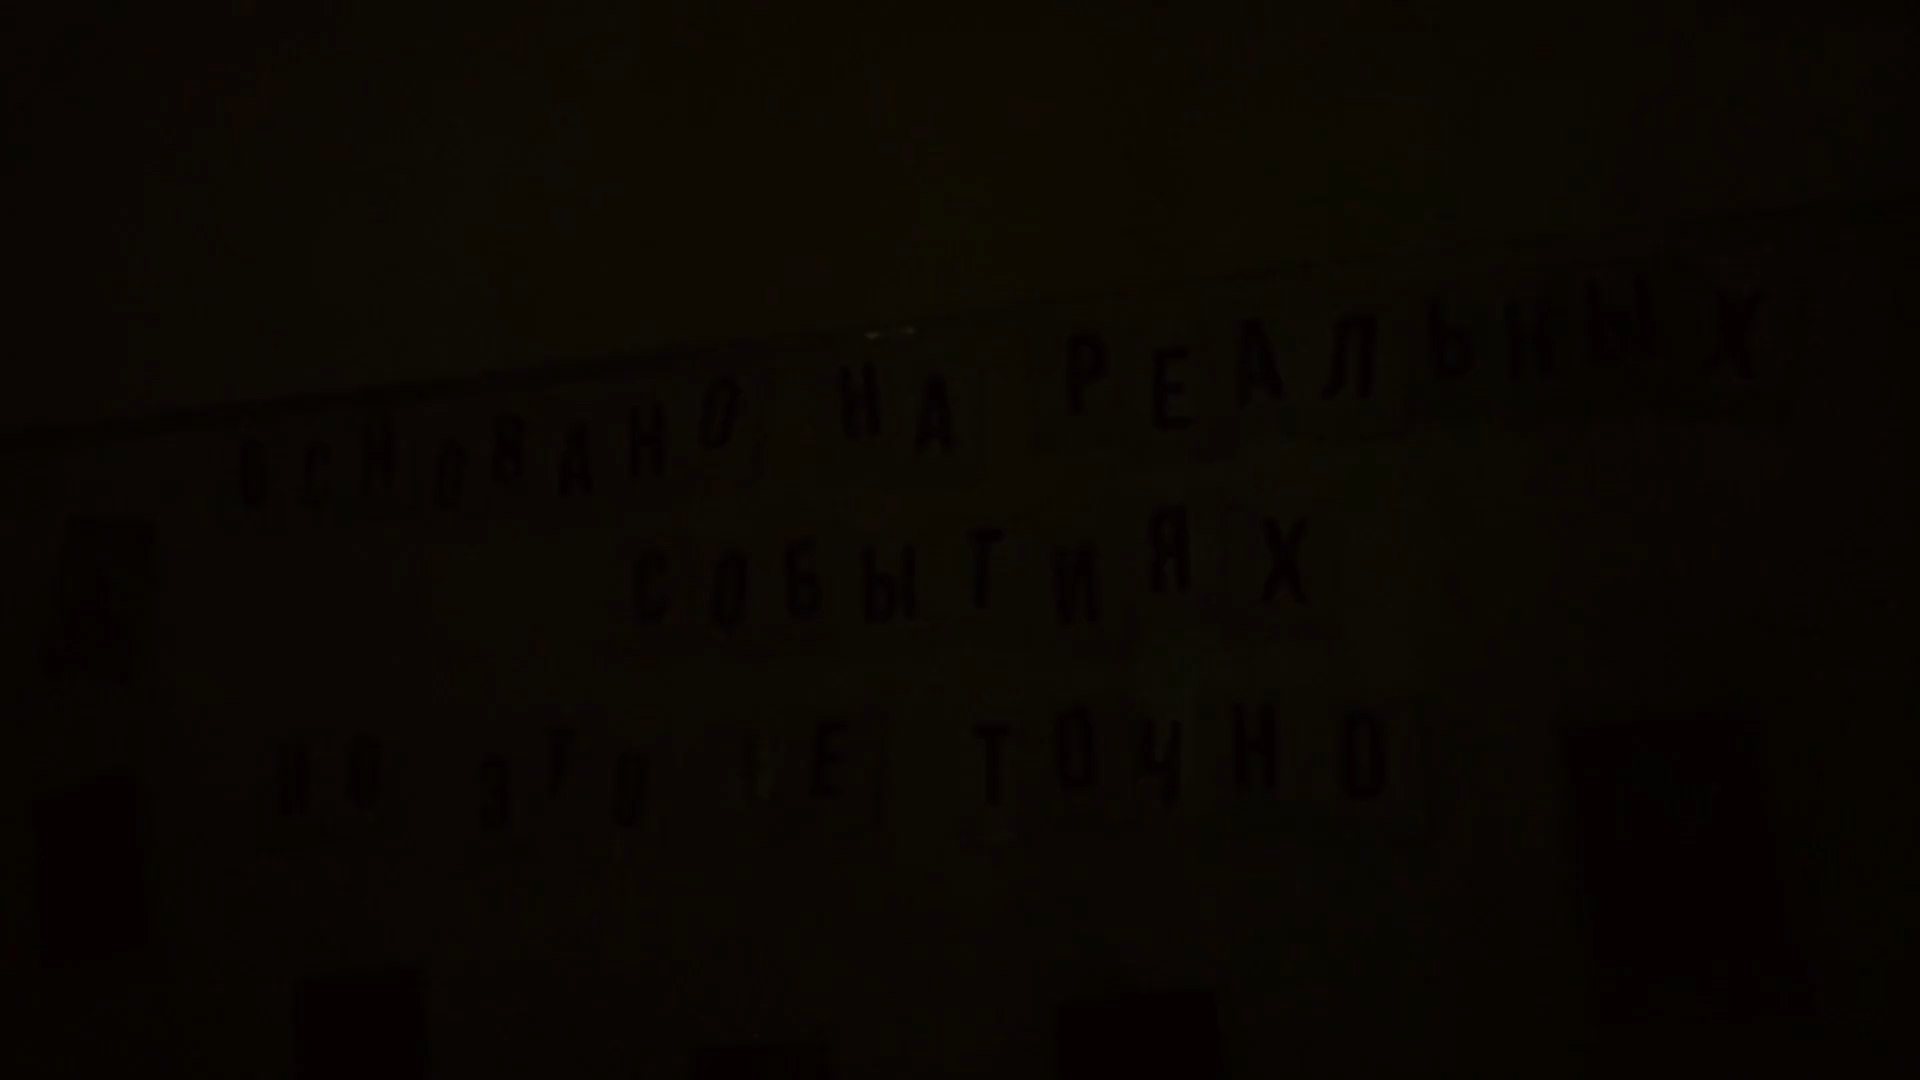 ОСНОВАНО НА РЕАЛЬНЫХ
СОБЫТИЯХ
НО ЭТО НЕ ТОЧНО